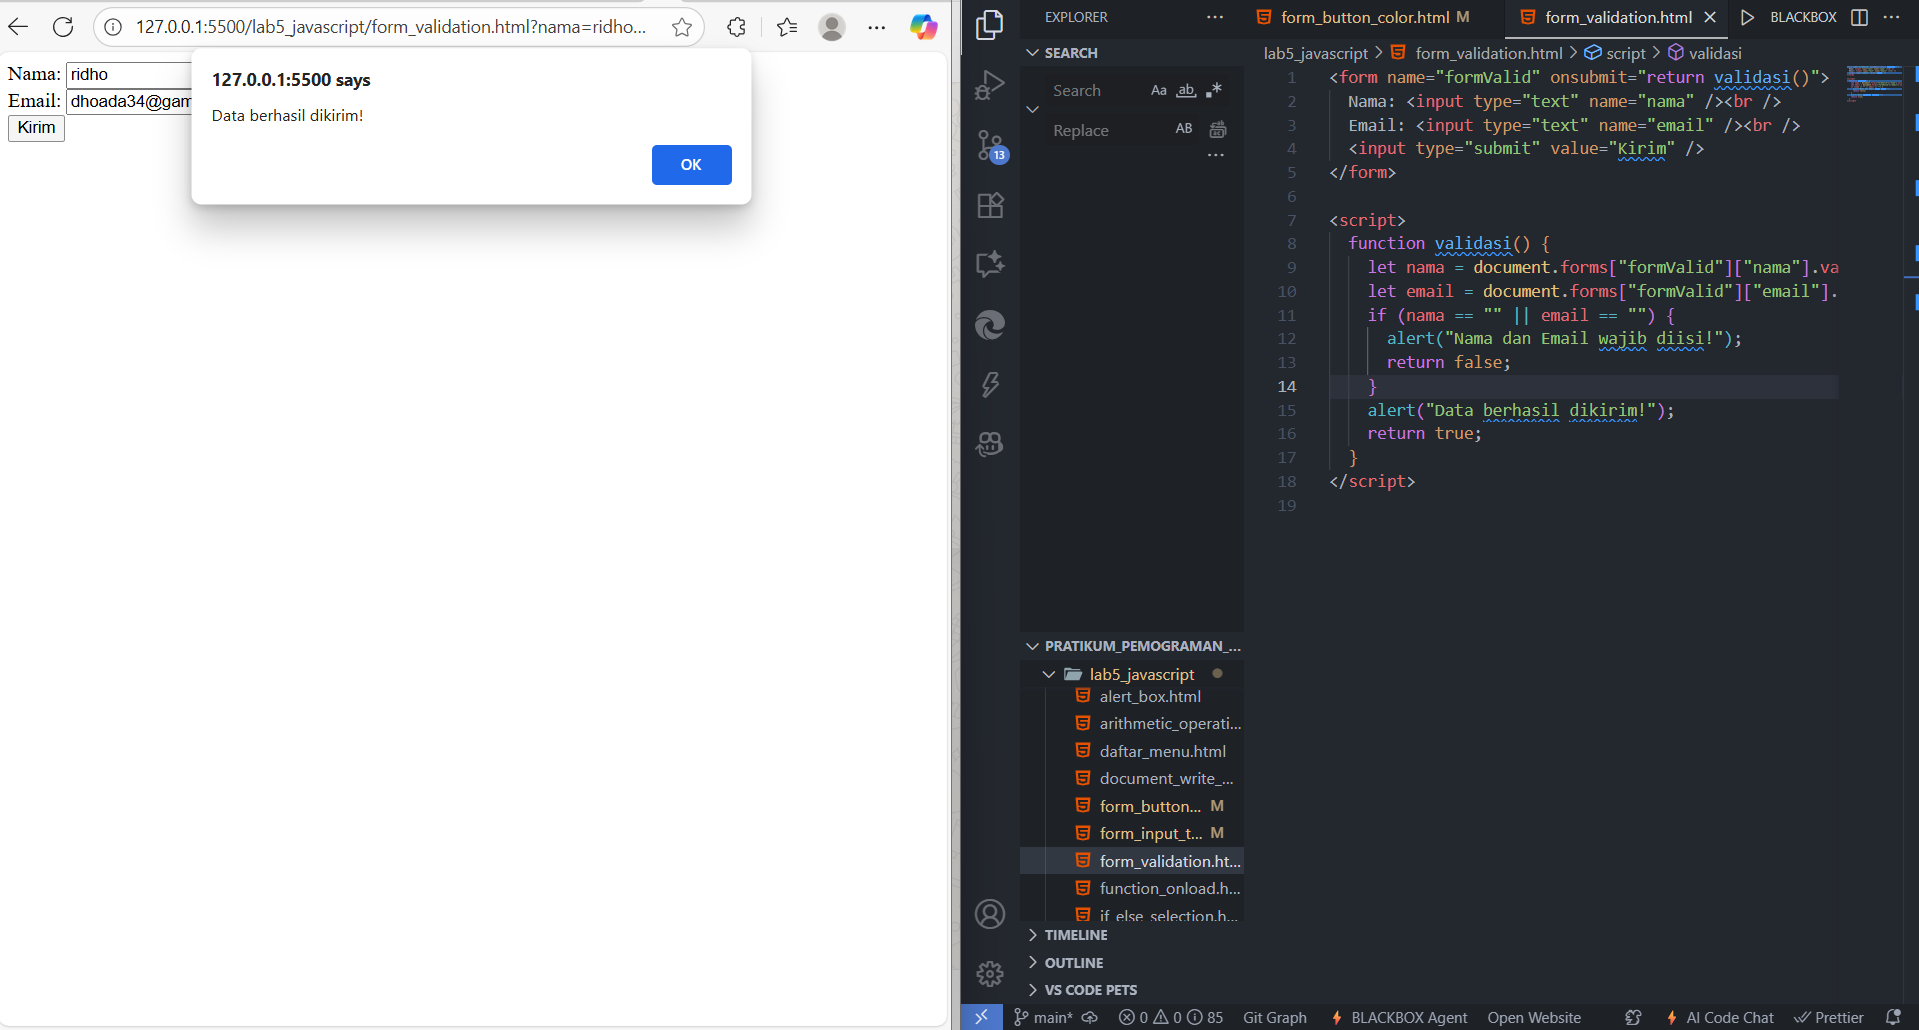 127.0.0.1:5500/lab5_javascript/form_validation.html?nama=ridho...
Nama: ridho
Email: dhoada34@gam
Kirim
127.0.0.1:5500 says
Data berhasil dikirim!
OK
EXPLORER
SEARCH
Search
Aa ab
Replace
AB
13
PRATIKUM_PEMOGRAMAN_...
lab5_javascript
alert_box.html
arithmetic_operati...
daftar_menu.html
document_write_...
form_button... M
form_input_t... M
form_validation.ht...
function_onload.h...
if_else_selection.h...
TIMELINE
OUTLINE
VS CODE PETS
form_button_color.html M
form_validation.html
BLACKBOX
lab5_javascript > form_validation.html > script > validasi
1 <form name="formValid" onsubmit="return validasi()">
2 Nama: <input type="text" name="nama" /><br />
3 Email: <input type="text" name="email" /><br />
4 <input type="submit" value="Kirim" />
5 </form>
6
7 <script>
8 function validasi() {
9 let nama = document.forms["formValid"]["nama"].va
10 let email = document.forms["formValid"]["email"].
11 if (nama == "" || email == "") {
12 alert("Nama dan Email wajib diisi!");
13 return false;
14 }
15 alert("Data berhasil dikirim!");
16 return true;
17 }
18 </script>
19
main* 0 0 85 Git Graph BLACKBOX Agent Open Website AI Code Chat Prettier